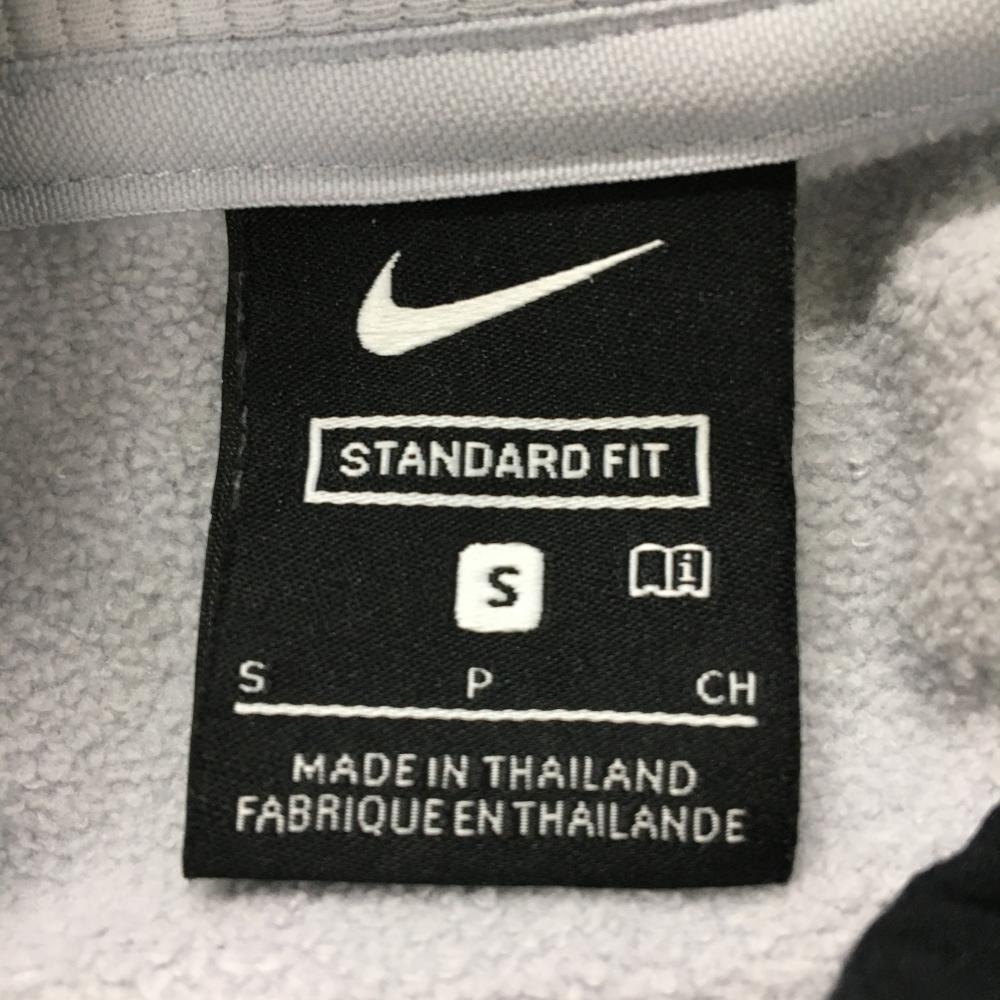 STANDARD FIT
S
i
S P CH
MADE IN THAILAND
FABRIQUE EN THAILANDE